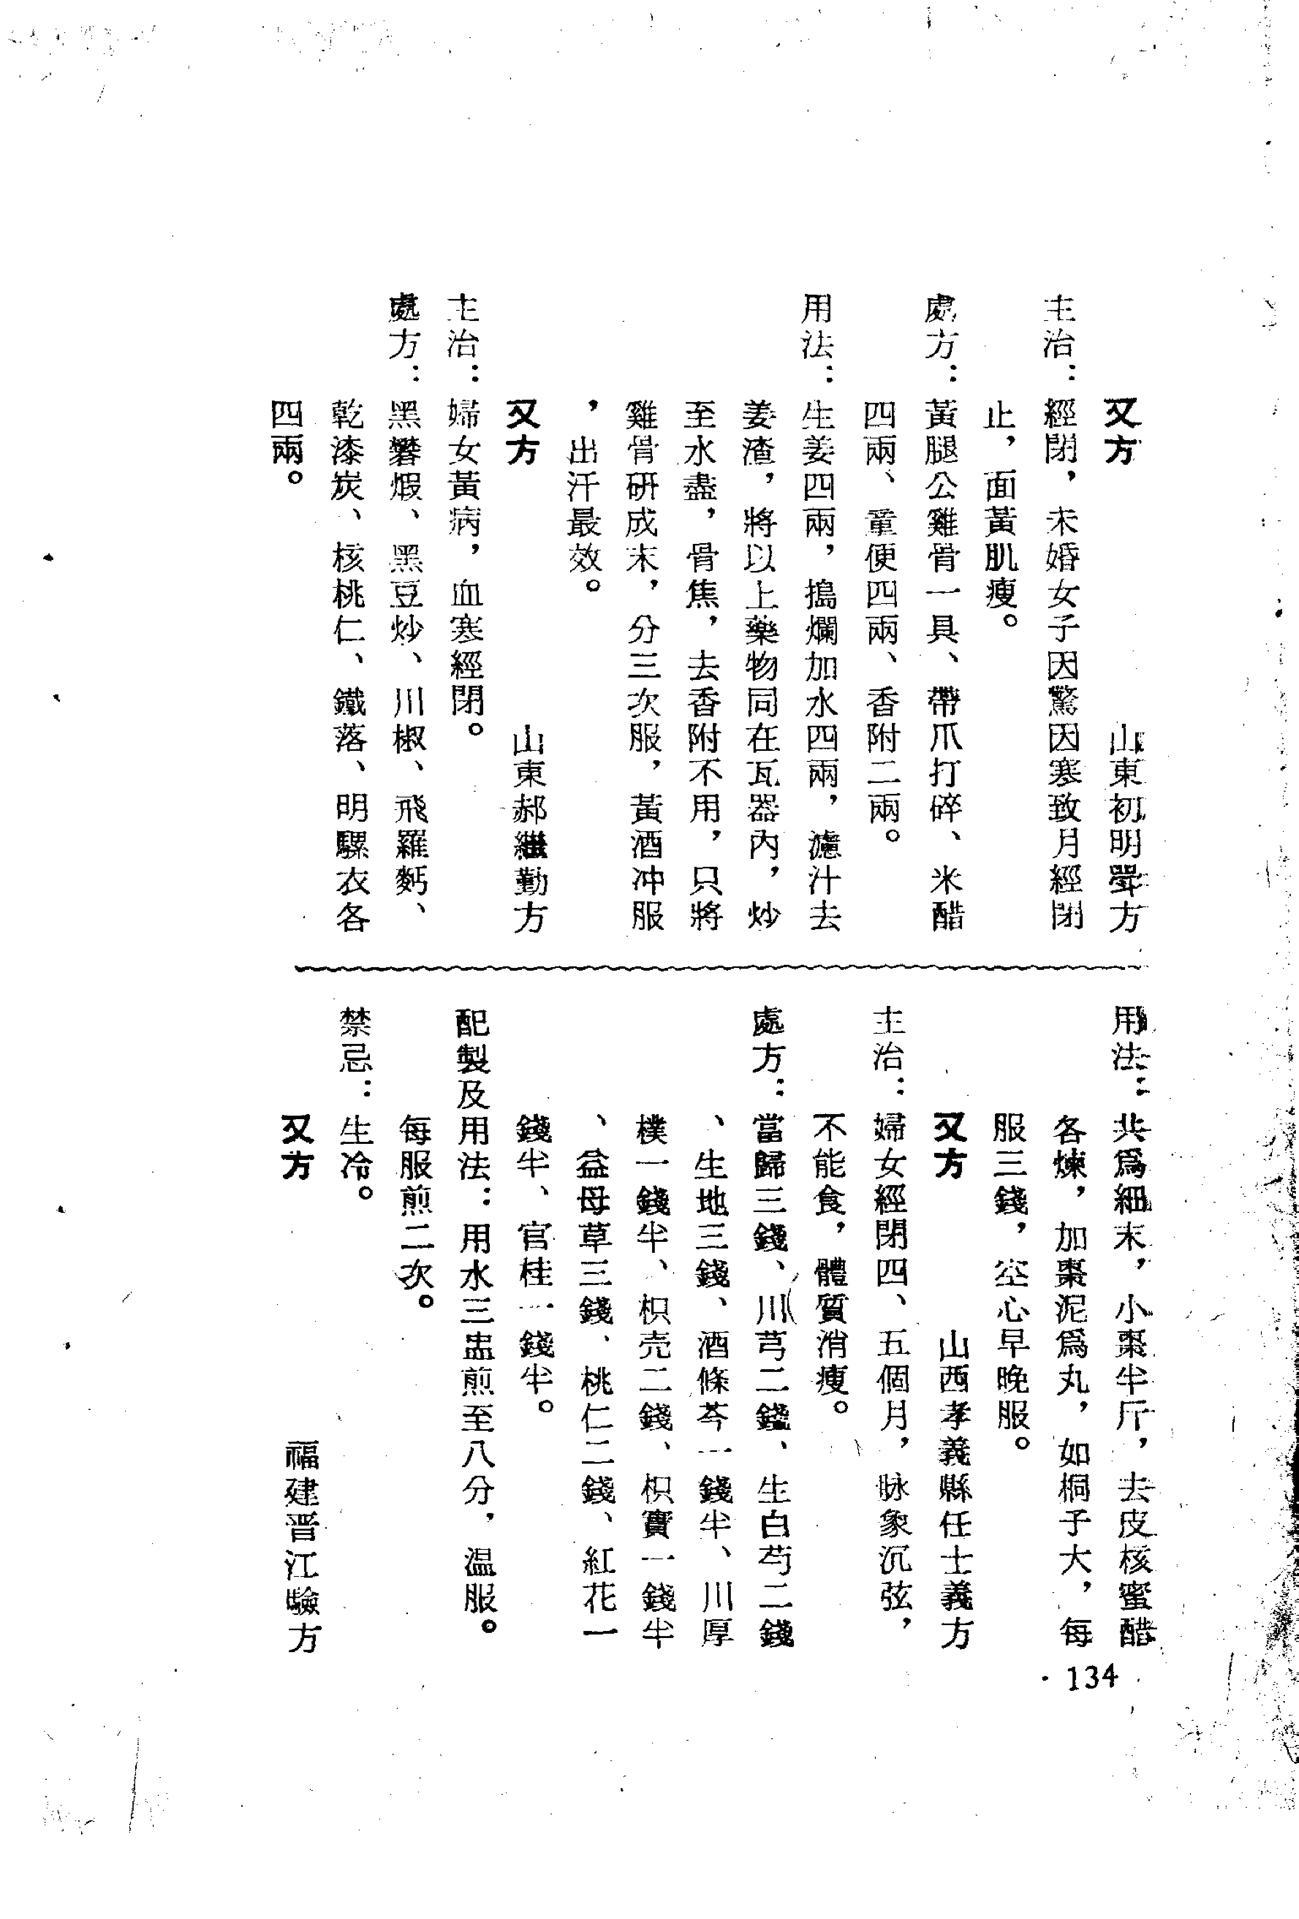 又方　山東初明㽞方
主治：經閉，未婚女子因驚因寒致月經閉
止，面黃肌瘦。
處方：黃腿公雞骨一具、帶爪打碎、米醋
四兩、童便四兩、香附二兩。
用法：生姜四兩，搗爛加水四兩，濾汁去
姜渣，將以上藥物同在瓦器內，炒
至水盡，骨焦，去香附不用，只將
雞骨研成末，分三次服，黃酒冲服
，出汗最效。
又方　山東郝繼勤方
主治：婦女黃病，血寒經閉。
處方：黑礬煅、黑豆炒、川椒、飛羅麪、
乾漆炭、核桃仁、鐵落、明騾衣各
四兩。
用法：共爲細末，小棗半斤，去皮核蜜醋
各煉，加棗泥爲丸，如桐子大，每
服三錢，空心早晚服。
又方　山西孝義縣任士義方
主治：婦女經閉四、五個月，脉象沉弦，
不能食，體質消瘦。
處方：當歸三錢、川芎二錢、生白芍二錢
、生地三錢、酒條芩一錢半、川厚
樸一錢半、枳壳二錢、枳實一錢半
、益母草三錢、桃仁二錢、紅花一
錢半、官桂一錢半。
配製及用法：用水三盅煎至八分，温服。
每服煎二次。
禁忌：生冷。
又方　福建晋江驗方
· 134 ·